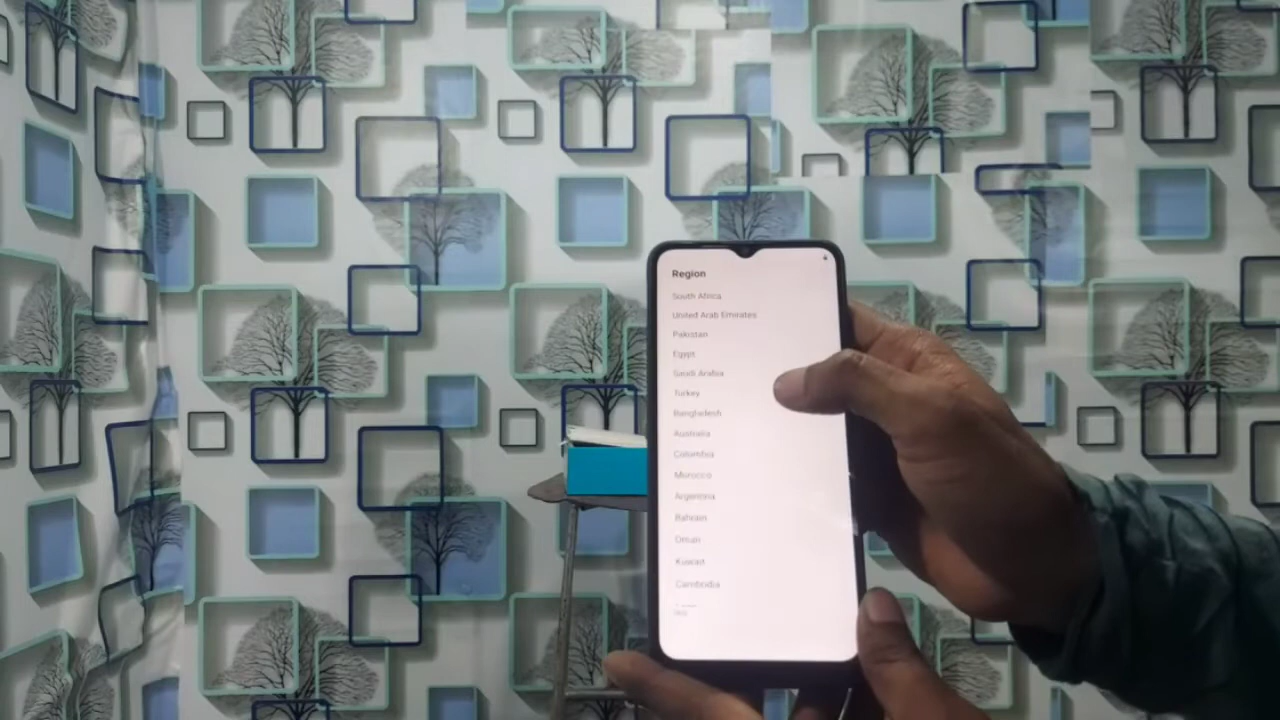 Region
South Africa
United Arab Emirates
Pakistan
Egypt
Saudi Arabia
Turkey
Bangladesh
Australia
Columbia
Morocco
Argentina
Bahrain
Oman
Kuwait
Cambodia